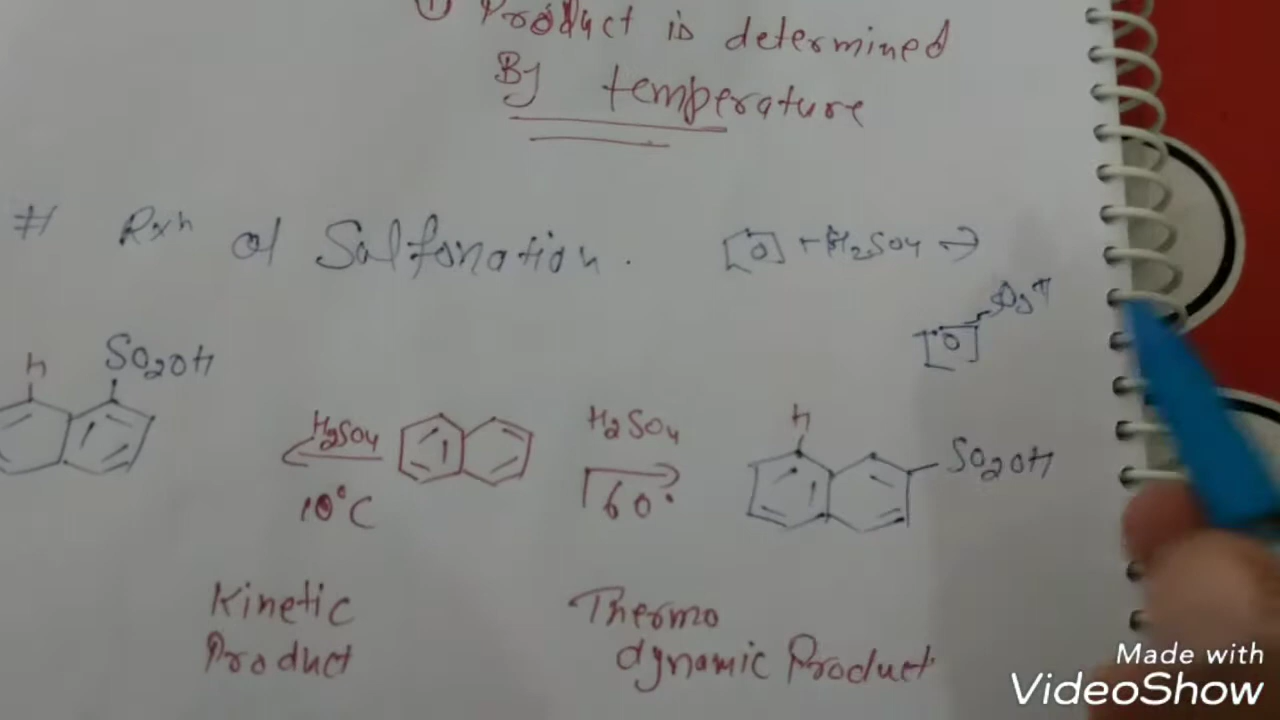 ① Product is determined
By temperature
# Rxn of Sulfonation.
+ H2SO4 →
H
SO2OH
H2SO4
10°C
H2SO4
60°
H
SO2OH
Kinetic
Product
Thermo
dynamic Product
Made with
VideoShow